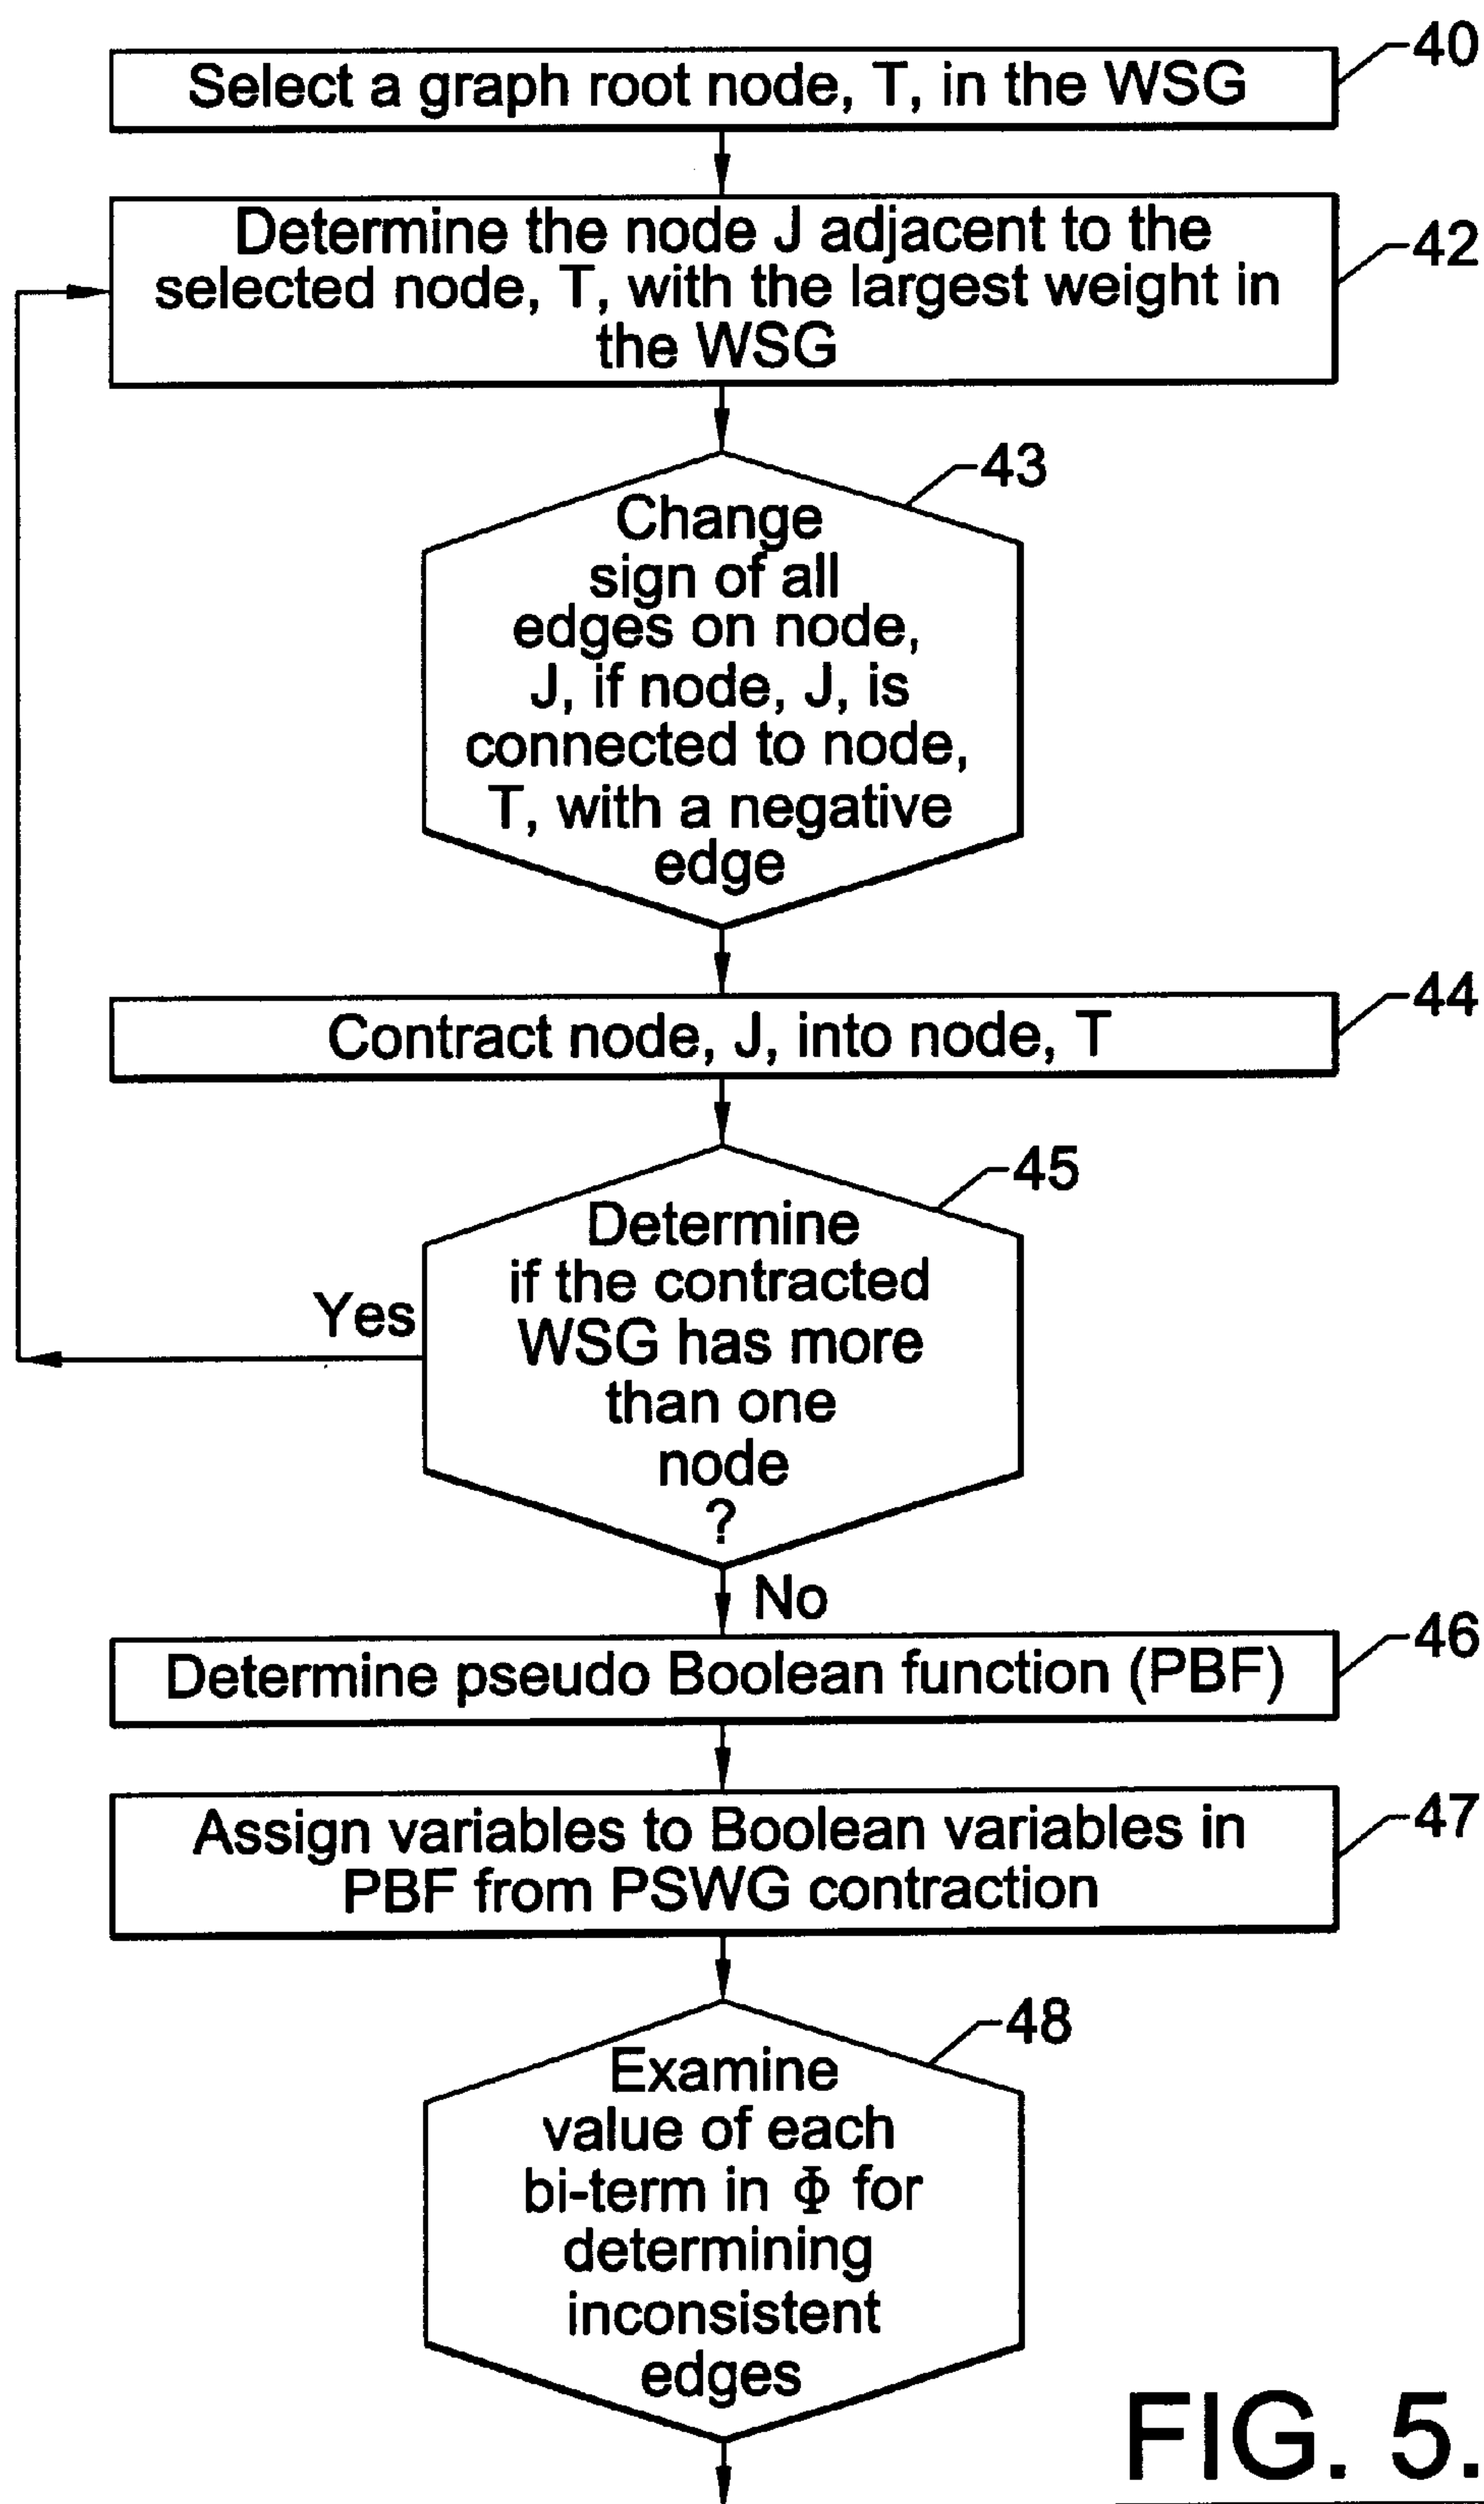 Select a graph root node, T, in the WSG
40
Determine the node J adjacent to the
selected node, T, with the largest weight in
the WSG
42
43
Change
sign of all
edges on node,
J, if node, J, is
connected to node,
T, with a negative
edge
Contract node, J, into node, T
44
45
Determine
if the contracted
WSG has more
than one
node
?
Yes
No
Determine pseudo Boolean function (PBF)
46
Assign variables to Boolean variables in
PBF from PSWG contraction
47
48
Examine
value of each
bi-term in Φ for
determining
inconsistent
edges
FIG. 5.